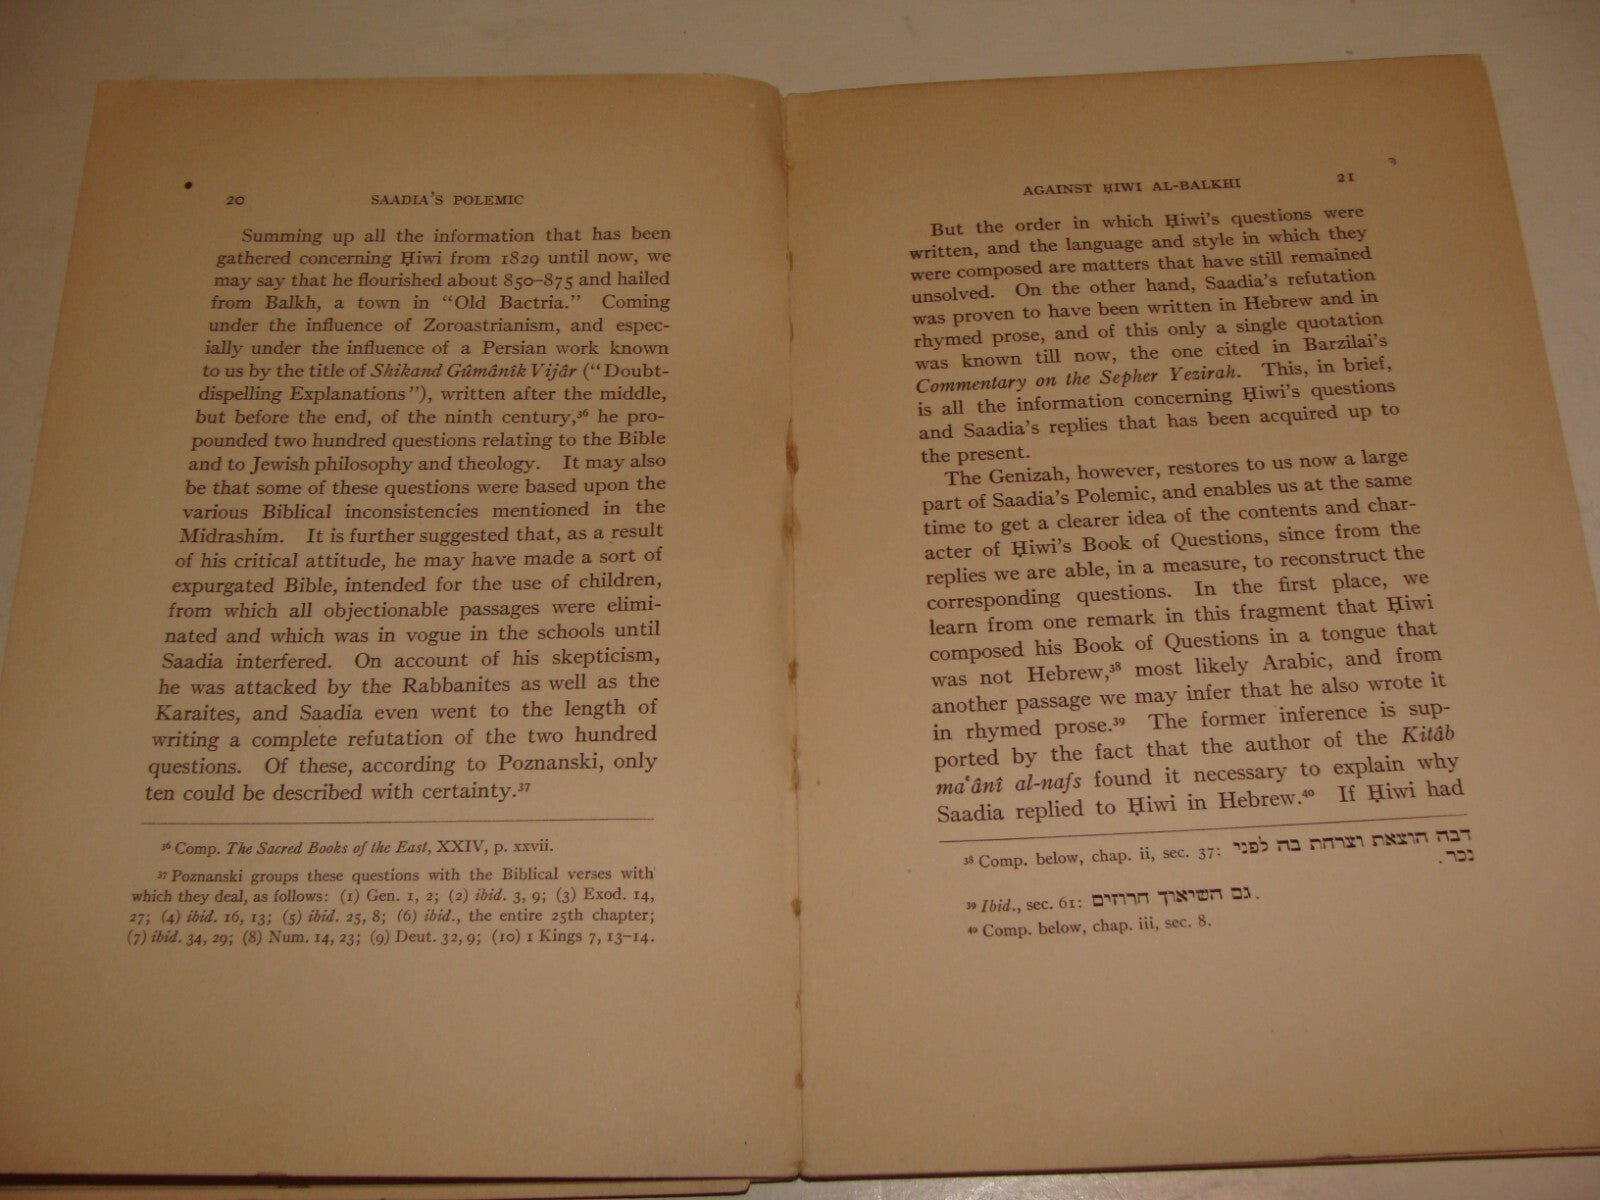 20 SAADIA'S POLEMIC
Summing up all the information that has been
gathered concerning Ḥiwi from 1829 until now, we
may say that he flourished about 850–875 and hailed
from Balkh, a town in “Old Bactria.” Coming
under the influence of Zoroastrianism, and espec-
ially under the influence of a Persian work known
to us by the title of Shikand Gûmânîk Vijâr (“Doubt-
dispelling Explanations”), written after the middle,
but before the end, of the ninth century,³⁶ he pro-
pounded two hundred questions relating to the Bible
and to Jewish philosophy and theology. It may also
be that some of these questions were based upon the
various Biblical inconsistencies mentioned in the
Midrashim. It is further suggested that, as a result
of his critical attitude, he may have made a sort of
expurgated Bible, intended for the use of children,
from which all objectionable passages were elimi-
nated and which was in vogue in the schools until
Saadia interfered. On account of his skepticism,
he was attacked by the Rabbanites as well as the
Karaites, and Saadia even went to the length of
writing a complete refutation of the two hundred
questions. Of these, according to Poznanski, only
ten could be described with certainty.³⁷
³⁶ Comp. The Sacred Books of the East, XXIV, p. xxvii.
³⁷ Poznanski groups these questions with the Biblical verses with
which they deal, as follows: (1) Gen. 1, 2; (2) ibid. 3, 9; (3) Exod. 14,
27; (4) ibid. 16, 13; (5) ibid. 25, 8; (6) ibid., the entire 25th chapter;
(7) ibid. 34, 29; (8) Num. 14, 23; (9) Deut. 32, 9; (10) 1 Kings 7, 13–14.
AGAINST ḤIWI AL-BALKHI 21
But the order in which Ḥiwi's questions were
written, and the language and style in which they
were composed are matters that have still remained
unsolved. On the other hand, Saadia's refutation
was proven to have been written in Hebrew and in
rhymed prose, and of this only a single quotation
was known till now, the one cited in Barzilai's
Commentary on the Sepher Yezirah. This, in brief,
is all the information concerning Ḥiwi's questions
and Saadia's replies that has been acquired up to
the present.
The Genizah, however, restores to us now a large
part of Saadia's Polemic, and enables us at the same
time to get a clearer idea of the contents and char-
acter of Ḥiwi's Book of Questions, since from the
replies we are able, in a measure, to reconstruct the
corresponding questions. In the first place, we
learn from one remark in this fragment that Ḥiwi
composed his Book of Questions in a tongue that
was not Hebrew,³⁸ most likely Arabic, and from
another passage we may infer that he also wrote it
in rhymed prose.³⁹ The former inference is sup-
ported by the fact that the author of the Kitâb
maʿânî al-nafs found it necessary to explain why
Saadia replied to Ḥiwi in Hebrew.⁴⁰ If Ḥiwi had
³⁸ Comp. below, chap. ii, sec. 37: דבה הוצאת וצרחת בה לפני
נכר.
³⁹ Ibid., sec. 61: גם השיאוך חרוזים.
⁴⁰ Comp. below, chap. iii, sec. 8.